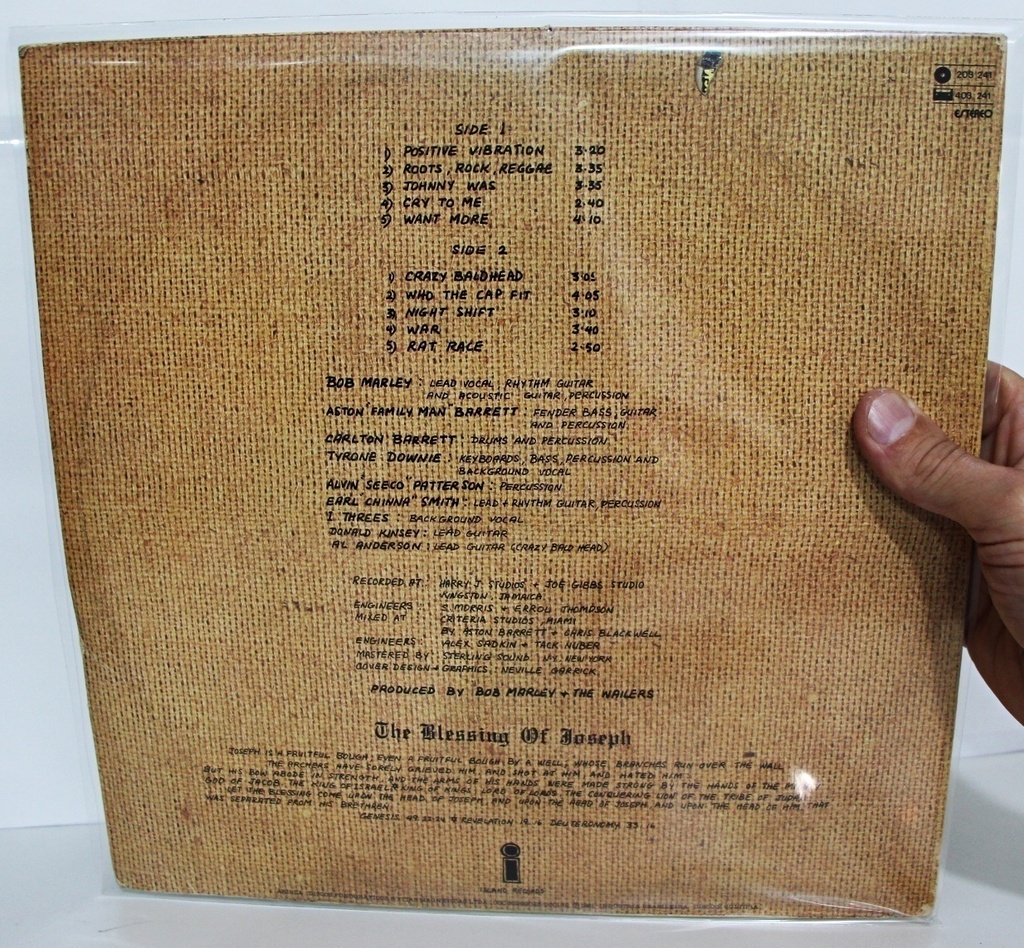 203 241
403 241
ESTEREO
SIDE 1
1) POSITIVE VIBRATION 3·20
2) ROOTS, ROCK, REGGAE 3·35
3) JOHNNY WAS 3·35
4) CRY TO ME 2·40
5) WANT MORE 4·10
SIDE 2
1) CRAZY BALDHEAD 3·05
2) WHO THE CAP FIT 4·05
3) NIGHT SHIFT 3·10
4) WAR 3·40
5) RAT RACE 2·50
BOB MARLEY : LEAD VOCAL, RHYTHM GUITAR
AND ACOUSTIC GUITAR, PERCUSSION
ASTON "FAMILY MAN" BARRETT : FENDER BASS, GUITAR
AND PERCUSSION
CARLTON BARRETT : DRUMS AND PERCUSSION
TYRONE DOWNIE : KEYBOARDS, BASS, PERCUSSION AND
BACKGROUND VOCAL
ALVIN "SEECO" PATTERSON : PERCUSSION
EARL "CHINNA" SMITH : LEAD + RHYTHM GUITAR, PERCUSSION
I THREES BACKGROUND VOCAL
DONALD KINSEY : LEAD GUITAR
AL ANDERSON : LEAD GUITAR (CRAZY BALD HEAD)
RECORDED AT HARRY J. STUDIOS + JOE GIBBS STUDIO
KINGSTON, JAMAICA
ENGINEERS : S. MORRIS + ERROL THOMPSON
MIXED AT CRITERIA STUDIOS, MIAMI
BY ASTON BARRETT + CHRIS BLACKWELL
ENGINEERS : ALEX SADKIN + TACK NUBER
MASTERED BY STERLING SOUND, N.Y. NEW YORK
COVER DESIGN + GRAPHICS : NEVILLE GARRICK
PRODUCED BY BOB MARLEY + THE WAILERS
The Blessing Of Joseph
JOSEPH IS A FRUITFUL BOUGH; EVEN A FRUITFUL BOUGH BY A WELL; WHOSE BRANCHES RUN OVER THE WALL
THE ARCHERS HAVE SORELY GRIEVED HIM, AND SHOT AT HIM, AND HATED HIM:
BUT HIS BOW ABODE IN STRENGTH, AND THE ARMS OF HIS HANDS WERE MADE STRONG BY THE HANDS OF THE
GOD OF JACOB. THE KING OF ISRAEL, KING OF KINGS, LORD OF LORDS. THE CONQUERING LION OF THE TRIBE OF JUDAH
LET THE BLESSING COME UPON THE HEAD OF JOSEPH, AND UPON THE HEAD OF HIM THAT
WAS SEPARATED FROM HIS BRETHREN
GENESIS. 49. 22-24 & REVELATION 19. 16 DEUTERONOMY 33. 16
i
ISLAND RECORDS